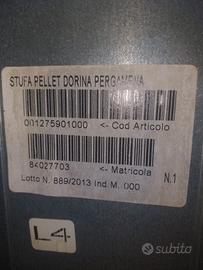 STUFA PELLET DORINA PERGAMENA
001275901000 <- Cod Articolo
84027703 <- Matricola
Lotto N. 889/2013 Ind.M. 000
N.1
L4
subito